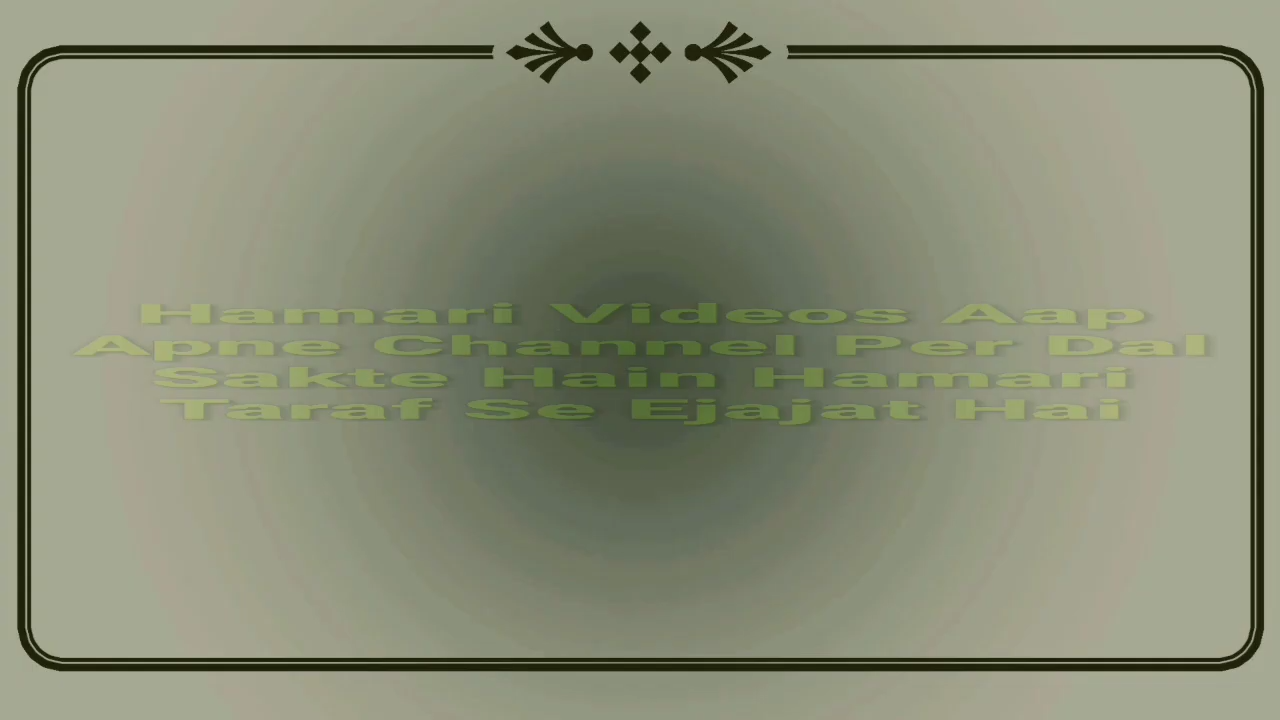 Hamari Videos Aap
Apne Channel Per Dal
Sakte Hain Hamari
Taraf Se Ejajat Hai